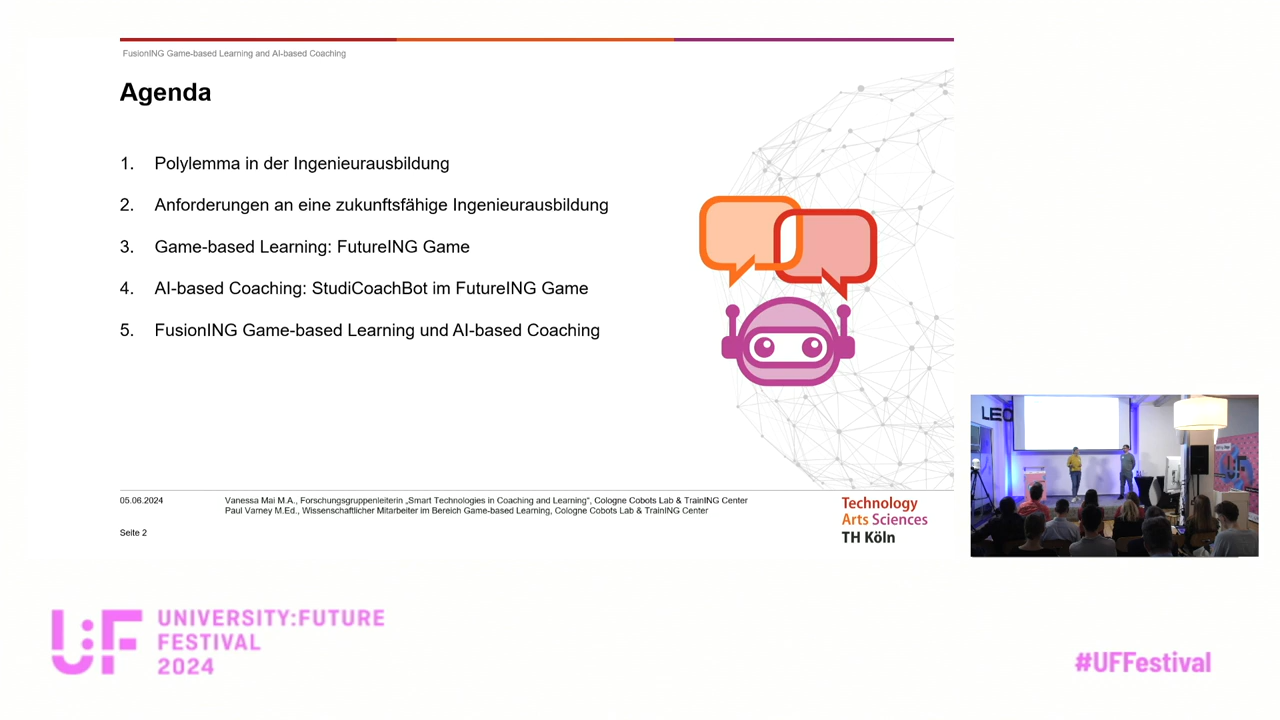 FusionING Game-based Learning and AI-based Coaching
Agenda
1. Polylemma in der Ingenieurausbildung
2. Anforderungen an eine zukunftsfähige Ingenieurausbildung
3. Game-based Learning: FutureING Game
4. AI-based Coaching: StudiCoachBot im FutureING Game
5. FusionING Game-based Learning und AI-based Coaching
05.06.2024
Vanessa Mai M.A., Forschungsgruppenleiterin „Smart Technologies in Coaching and Learning", Cologne Cobots Lab & TrainING Center
Paul Varney M.Ed., Wissenschaftlicher Mitarbeiter im Bereich Game-based Learning, Cologne Cobots Lab & TrainING Center
Seite 2
Technology
Arts Sciences
TH Köln
U:F
UNIVERSITY:FUTURE
FESTIVAL
2024
#UFFestival